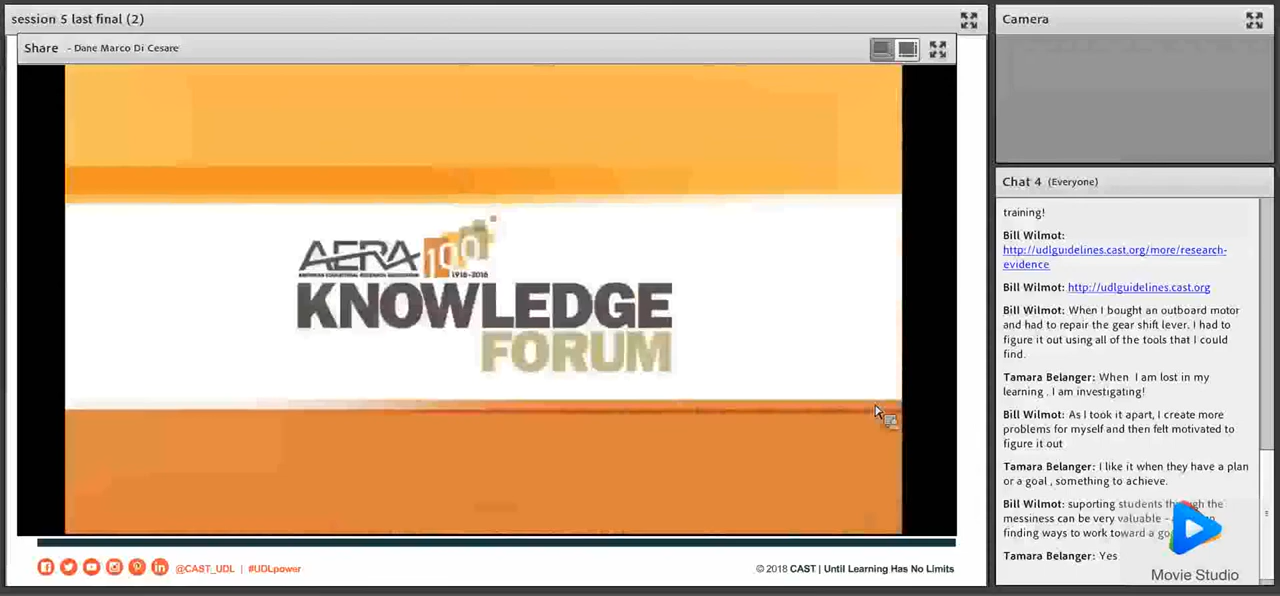 session 5 last final (2)
Share - Dane Marco Di Cesare
AERA 100
AMERICAN EDUCATIONAL RESEARCH ASSOCIATION 1916-2016
KNOWLEDGE
FORUM
@CAST_UDL | #UDLpower
© 2018 CAST | Until Learning Has No Limits
Camera
Chat 4 (Everyone)
training!
Bill Wilmot:
http://udlguidelines.cast.org/more/research-
evidence
Bill Wilmot: http://udlguidelines.cast.org
Bill Wilmot: When I bought an outboard motor
and had to repair the gear shift lever. I had to
figure it out using all of the tools that I could
find.
Tamara Belanger: When I am lost in my
learning . I am investigating!
Bill Wilmot: As I took it apart, I create more
problems for myself and then felt motivated to
figure it out
Tamara Belanger: I like it when they have a plan
or a goal , something to achieve.
Bill Wilmot: suporting students through the
messiness can be very valuable -
finding ways to work toward a
Tamara Belanger: Yes
Movie Studio